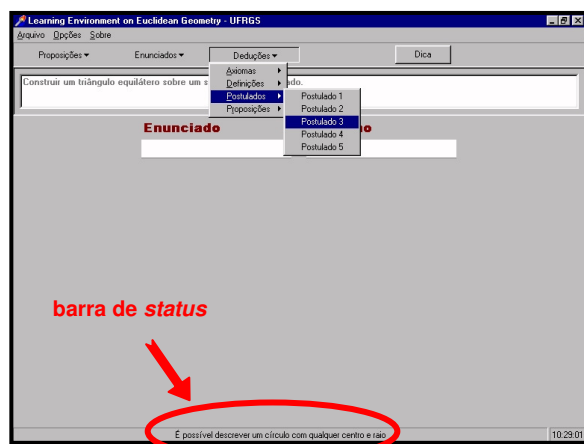 Learning Environment on Euclidean Geometry - UFRGS
Arquivo Opções Sobre
Proposições Enunciados Deduções Dica
Construir um triângulo equilátero sobre um s
do.
Axiomas
Definições
Postulados
Proposições
Postulado 1
Postulado 2
Postulado 3
Postulado 4
Postulado 5
Enunciado
o
barra de status
É possível descrever um círculo com qualquer centro e raio
10:29:01